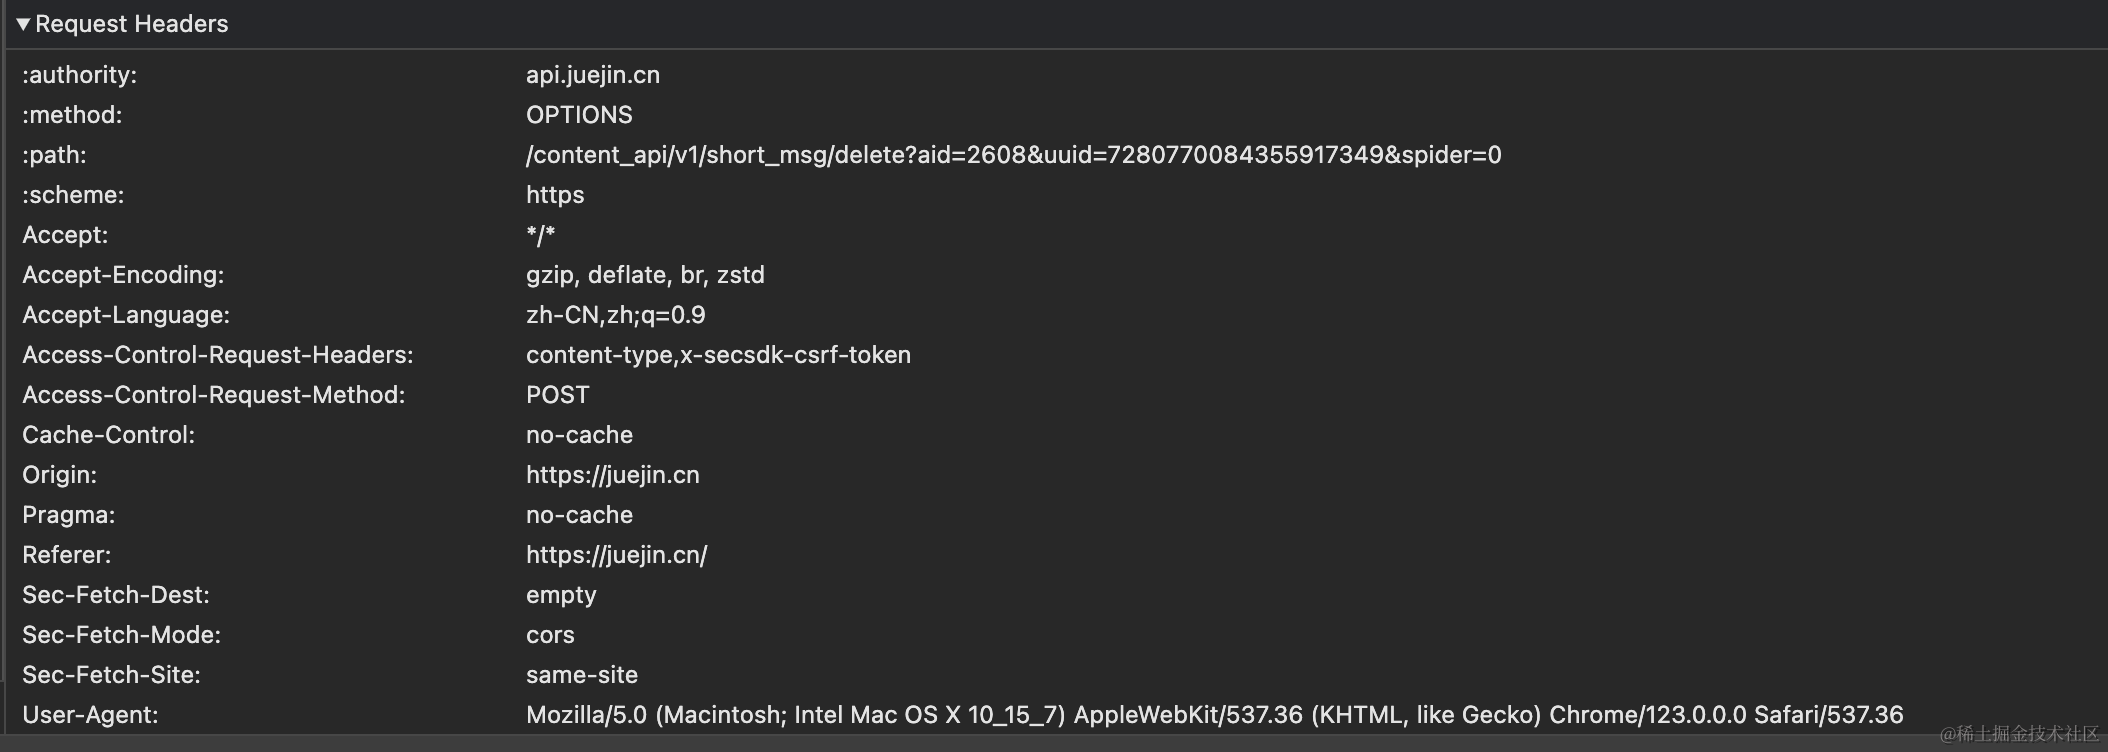 Request Headers
:authority: api.juejin.cn
:method: OPTIONS
:path: /content_api/v1/short_msg/delete?aid=2608&uuid=7280770084355917349&spider=0
:scheme: https
Accept: */*
Accept-Encoding: gzip, deflate, br, zstd
Accept-Language: zh-CN,zh;q=0.9
Access-Control-Request-Headers: content-type,x-secsdk-csrf-token
Access-Control-Request-Method: POST
Cache-Control: no-cache
Origin: https://juejin.cn
Pragma: no-cache
Referer: https://juejin.cn/
Sec-Fetch-Dest: empty
Sec-Fetch-Mode: cors
Sec-Fetch-Site: same-site
User-Agent: Mozilla/5.0 (Macintosh; Intel Mac OS X 10_15_7) AppleWebKit/537.36 (KHTML, like Gecko) Chrome/123.0.0.0 Safari/537.36
@稀土掘金技术社区